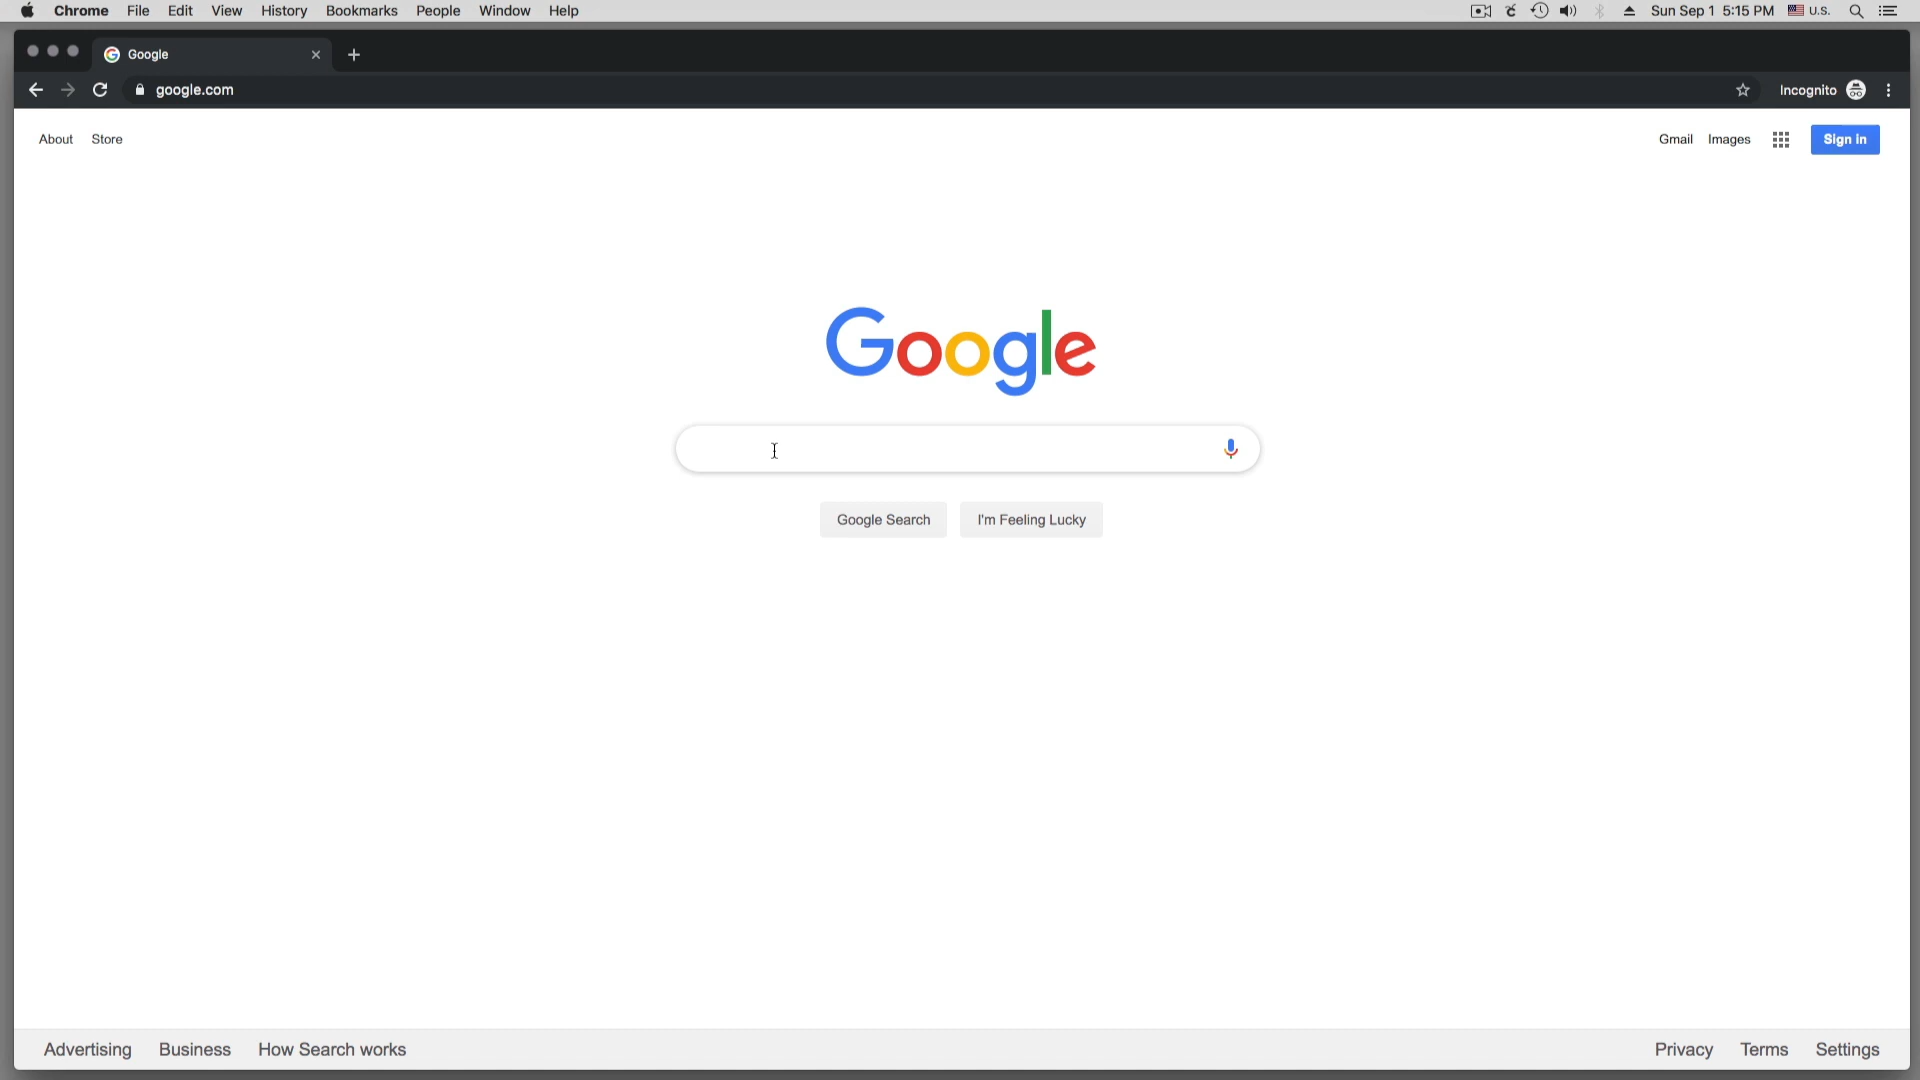 Chrome File Edit View History Bookmarks People Window Help Sun Sep 1 5:15 PM U.S.
Google
google.com Incognito
About Store Gmail Images Sign in
Google
Google Search I'm Feeling Lucky
Advertising Business How Search works Privacy Terms Settings